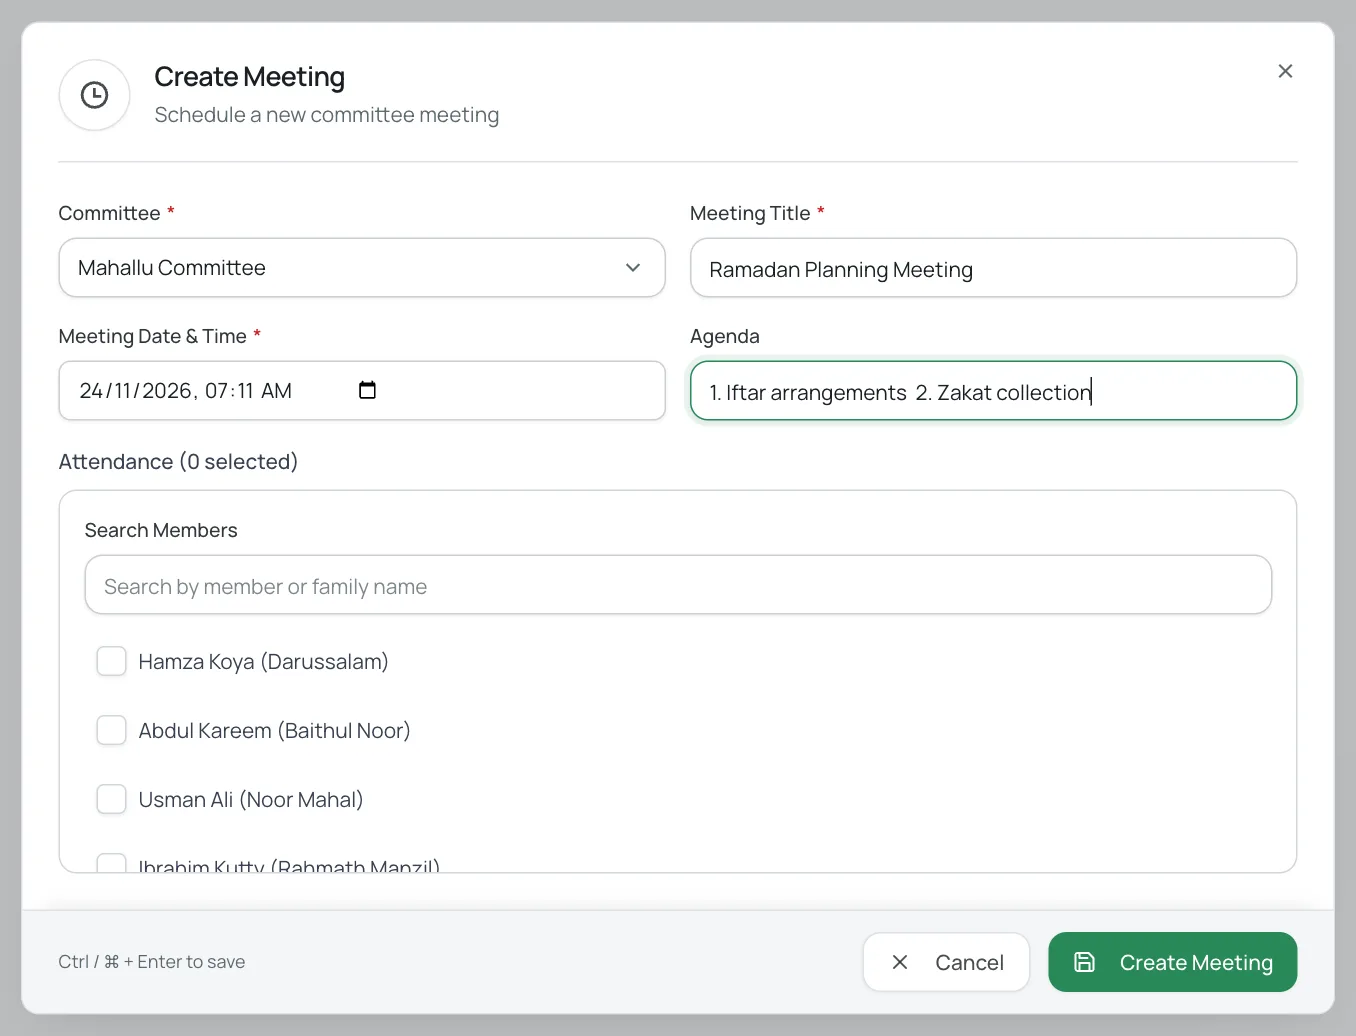 Create Meeting
Schedule a new committee meeting
Committee *
Meeting Title *
Mahallu Committee
Ramadan Planning Meeting
Meeting Date & Time *
Agenda
24/11/2026, 07:11 AM
1. Iftar arrangements  2. Zakat collection
Attendance (0 selected)
Search Members
Search by member or family name
Hamza Koya (Darussalam)
Abdul Kareem (Baithul Noor)
Usman Ali (Noor Mahal)
Ibrahim Kutty (Rahmath Manzil)
Ctrl / ⌘ + Enter to save
Cancel
Create Meeting